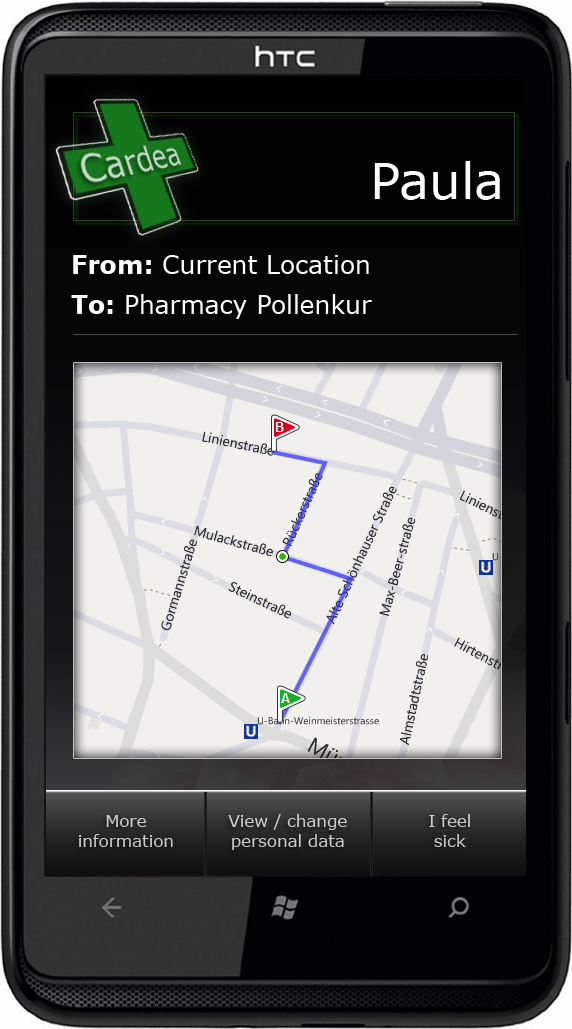 hTC
Cardea
Paula
From: Current Location
To: Pharmacy Pollenkur
B
Linienstraße
Rückerstraße
Linienst
Alte Schönhauser Straße
Max-Beer-straße
Mulackstraße
U-
U
Gormannstraße
Steinstraße
Hirtenstr
Almstadtstraße
A
U-Bahn-Weinmeisterstrasse
U
Mü
More
information
View / change
personal data
I feel
sick